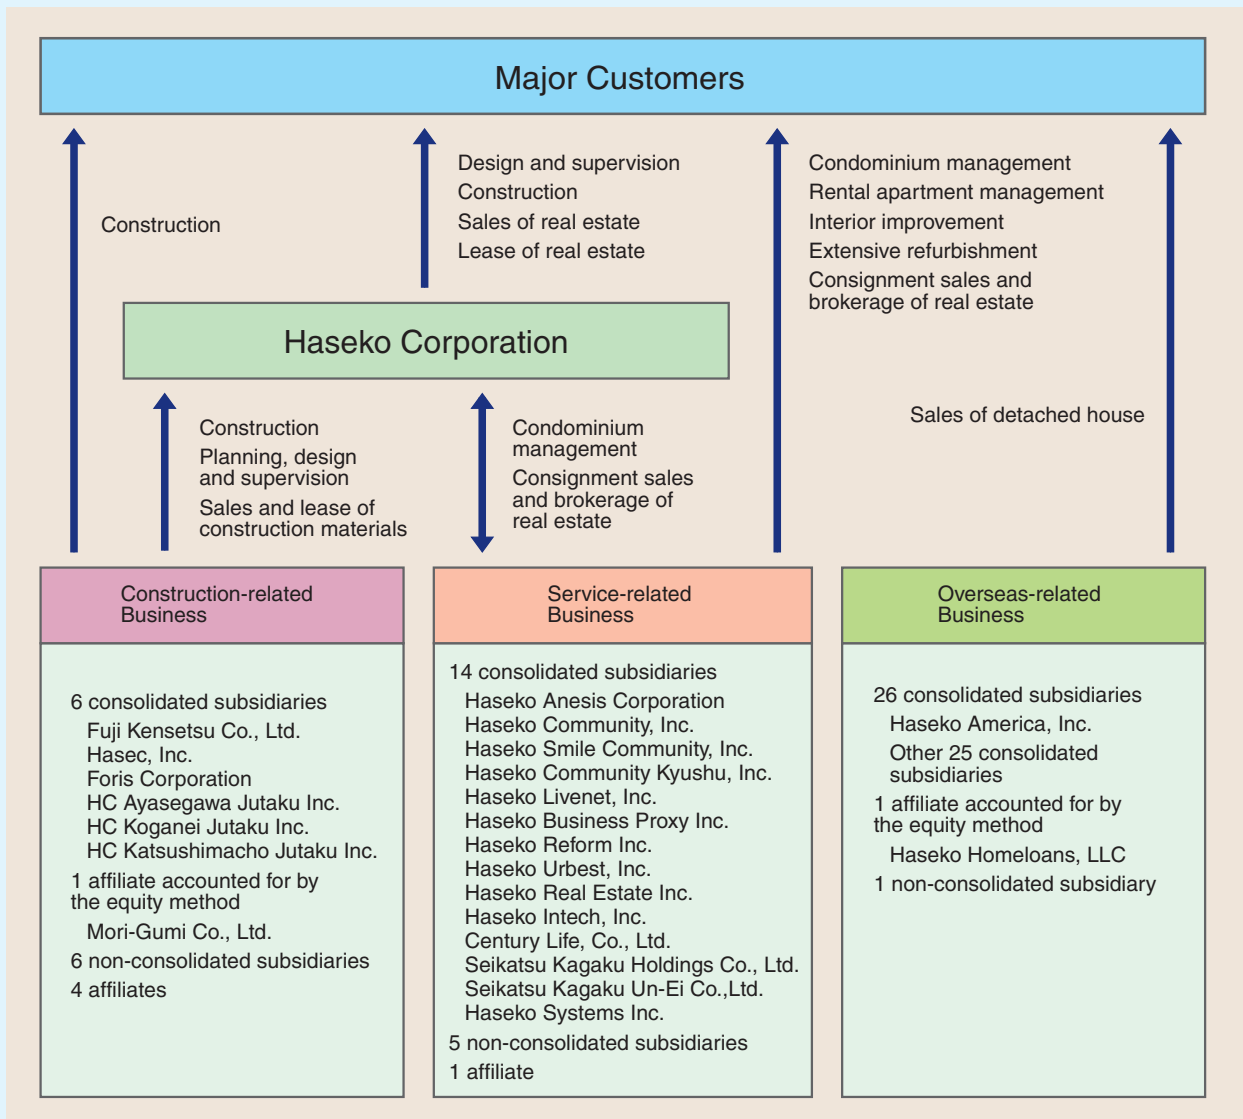 Major Customers
Construction
Design and supervision
Construction
Sales of real estate
Lease of real estate
Condominium management
Rental apartment management
Interior improvement
Extensive refurbishment
Consignment sales and
brokerage of real estate
Haseko Corporation
Construction
Planning, design
and supervision
Sales and lease of
construction materials
Condominium
management
Consignment sales
and brokerage of
real estate
Sales of detached house
Construction-related
Business
6 consolidated subsidiaries
Fuji Kensetsu Co., Ltd.
Hasec, Inc.
Foris Corporation
HC Ayasegawa Jutaku Inc.
HC Koganei Jutaku Inc.
HC Katsushimacho Jutaku Inc.
1 affiliate accounted for by
the equity method
Mori-Gumi Co., Ltd.
6 non-consolidated subsidiaries
4 affiliates
Service-related
Business
14 consolidated subsidiaries
Haseko Anesis Corporation
Haseko Community, Inc.
Haseko Smile Community, Inc.
Haseko Community Kyushu, Inc.
Haseko Livenet, Inc.
Haseko Business Proxy Inc.
Haseko Reform Inc.
Haseko Urbest, Inc.
Haseko Real Estate Inc.
Haseko Intech, Inc.
Century Life, Co., Ltd.
Seikatsu Kagaku Holdings Co., Ltd.
Seikatsu Kagaku Un-Ei Co.,Ltd.
Haseko Systems Inc.
5 non-consolidated subsidiaries
1 affiliate
Overseas-related
Business
26 consolidated subsidiaries
Haseko America, Inc.
Other 25 consolidated
subsidiaries
1 affiliate accounted for by
the equity method
Haseko Homeloans, LLC
1 non-consolidated subsidiary